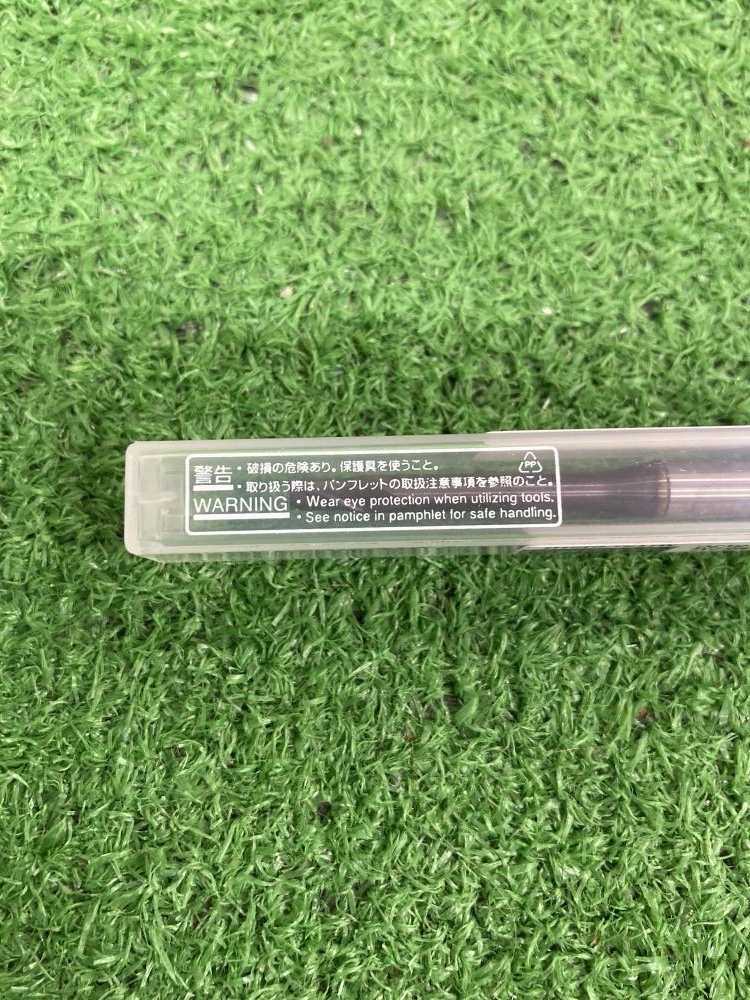 警告
・破損の危険あり。保護具を使うこと。
・取り扱う際は、パンフレットの取扱注意事項を参照のこと。
PP
WARNING
・Wear eye protection when utilizing tools.
・See notice in pamphlet for safe handling.